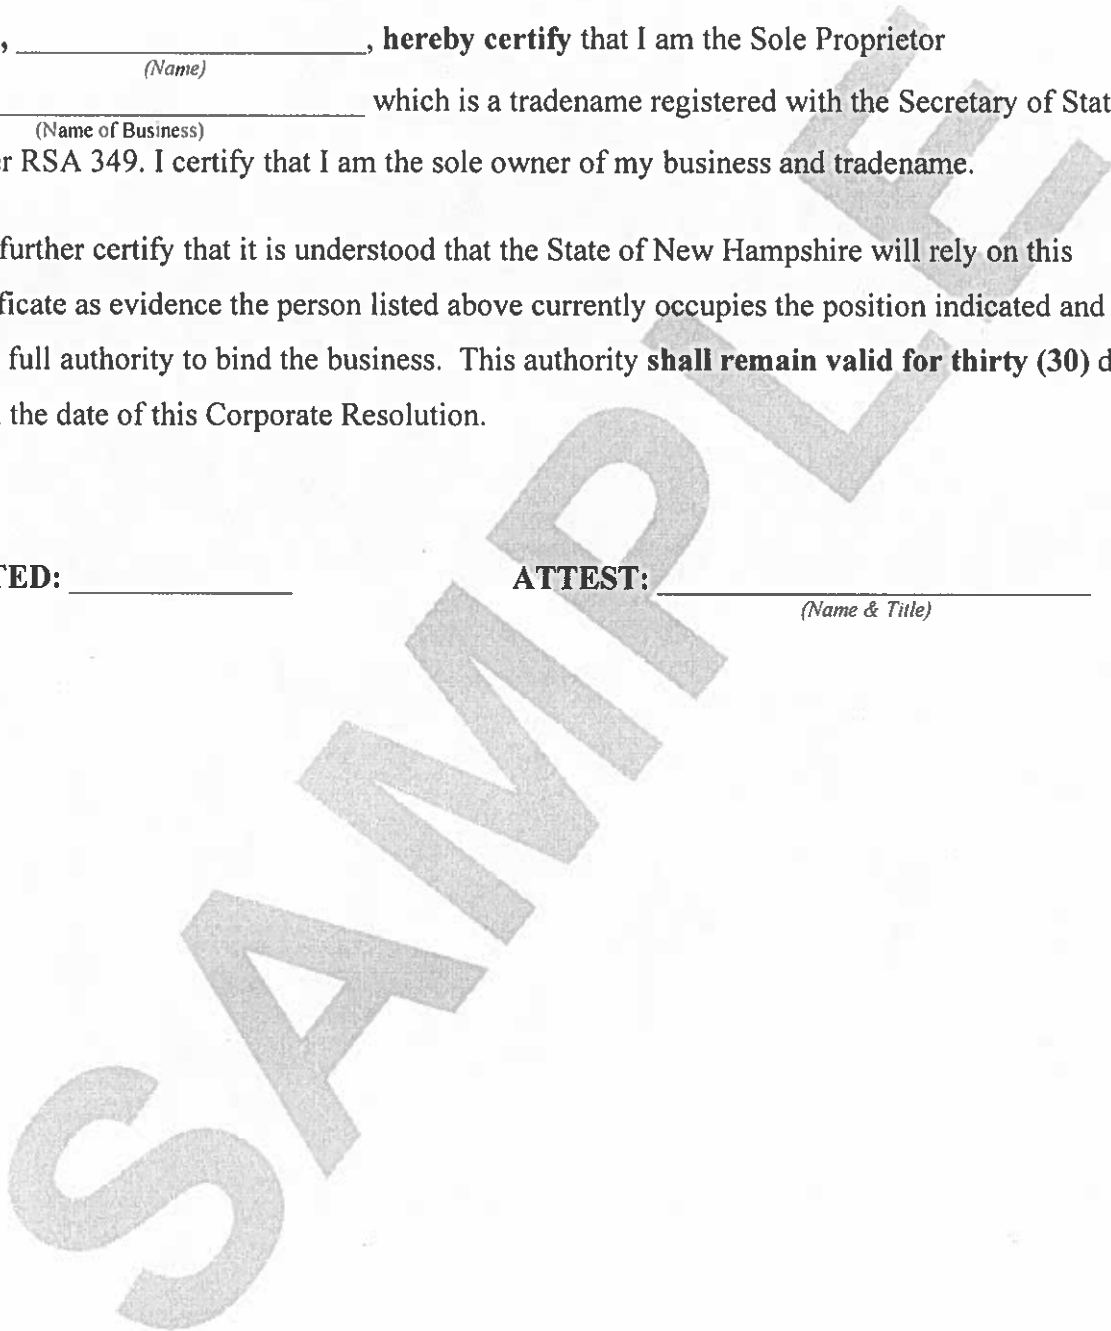 , ____________________, hereby certify that I am the Sole Proprietor
(Name)
____________________ which is a tradename registered with the Secretary of Stat
(Name of Business)
r RSA 349. I certify that I am the sole owner of my business and tradename.
further certify that it is understood that the State of New Hampshire will rely on this
ficate as evidence the person listed above currently occupies the position indicated and
full authority to bind the business. This authority shall remain valid for thirty (30) d
the date of this Corporate Resolution.
TED: ____________ ATTEST: ________________________
(Name & Title)
SAMPLE